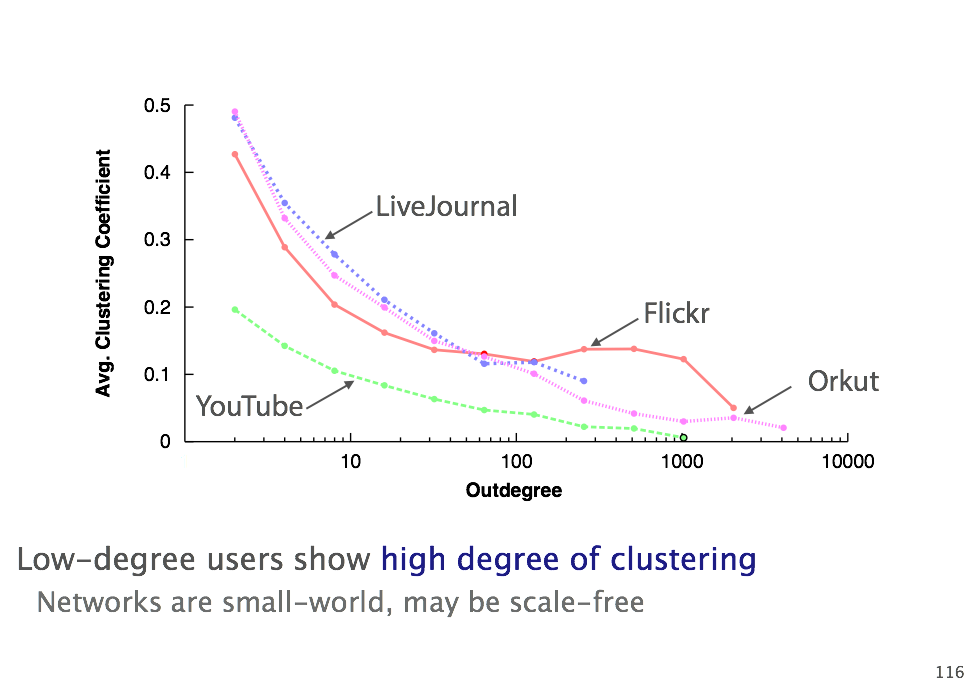 0.5
0.4
0.3
0.2
0.1
0
Avg. Clustering Coefficient
LiveJournal
Flickr
Orkut
YouTube
10 100 1000 10000
Outdegree
Low-degree users show high degree of clustering
Networks are small-world, may be scale-free
116